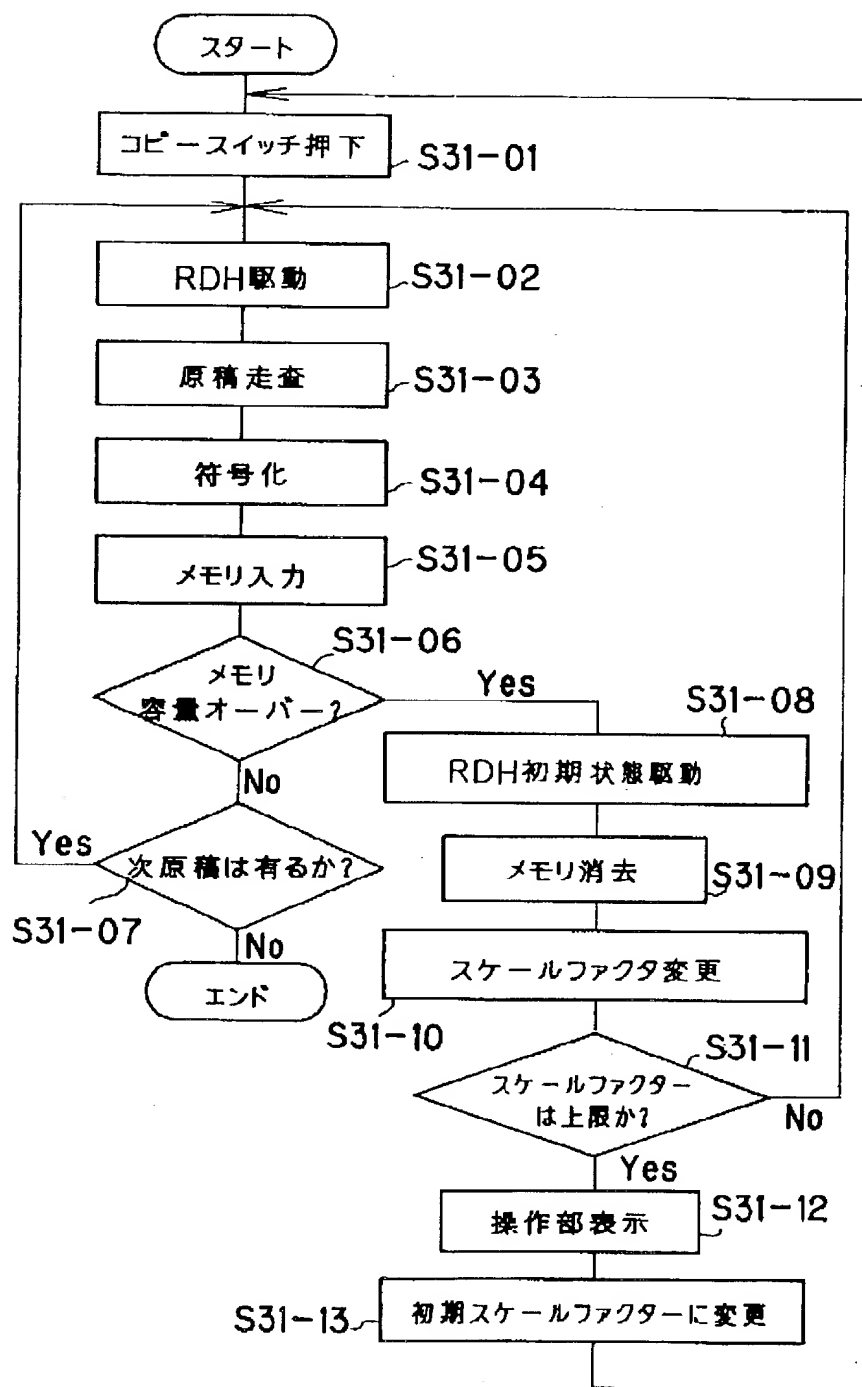 スタート
コピースイッチ押下
S31-01
RDH駆動
S31-02
原稿走査
S31-03
符号化
S31-04
メモリ入力
S31-05
S31-06
メモリ
容量オーバー?
Yes
No
S31-08
RDH初期状態駆動
Yes
次原稿は有るか?
S31-07
No
メモリ消去
S31-09
エンド
スケールファクタ変更
S31-10
S31-11
スケールファクター
は上限か?
No
Yes
操作部表示
S31-12
初期スケールファクターに変更
S31-13